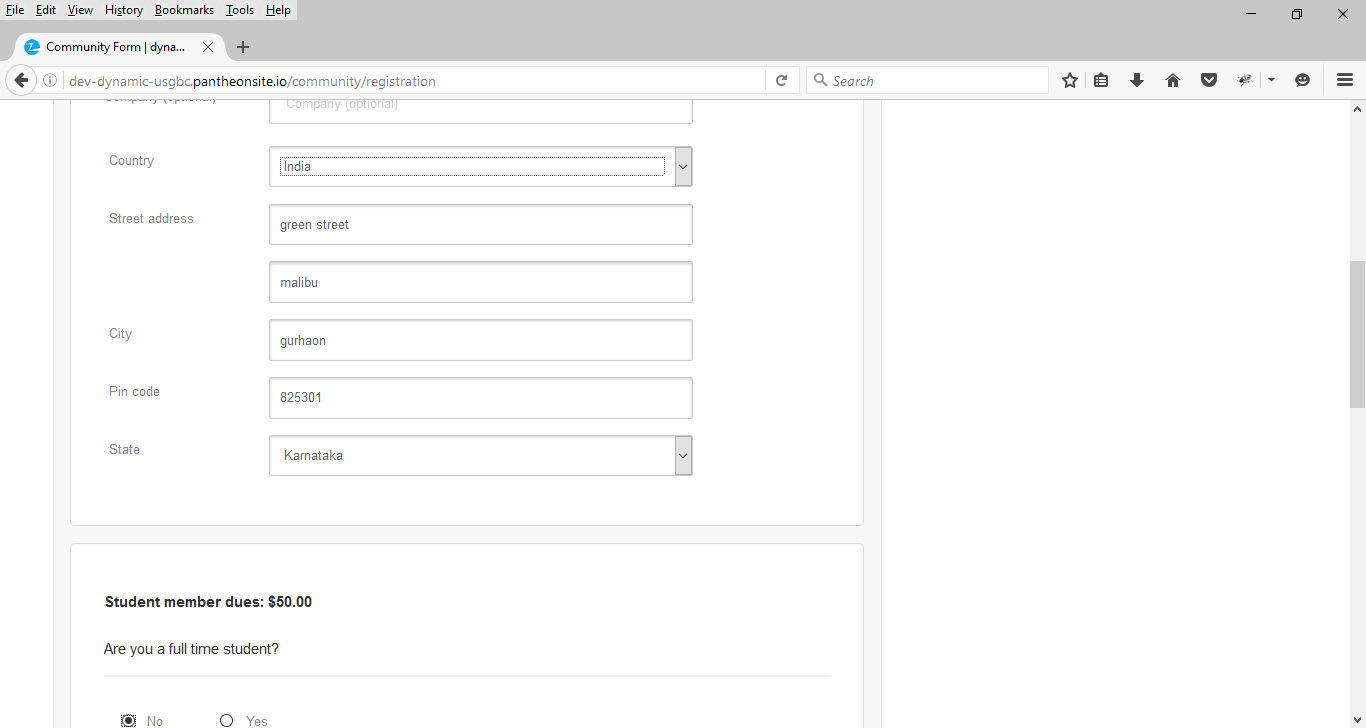 File Edit View History Bookmarks Tools Help
Community Form | dyna...
dev-dynamic-usgbc.pantheonsite.io/community/registration
Search
Company (optional) Company (optional)
Country India
Street address green street
malibu
City gurhaon
Pin code 825301
State Karnataka
Student member dues: $50.00
Are you a full time student?
No Yes